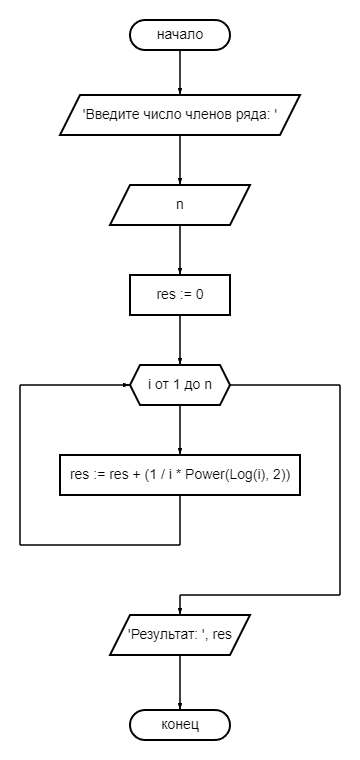 начало
'Введите число членов ряда: '
n
res := 0
i от 1 до n
res := res + (1 / i * Power(Log(i), 2))
'Результат: ', res
конец